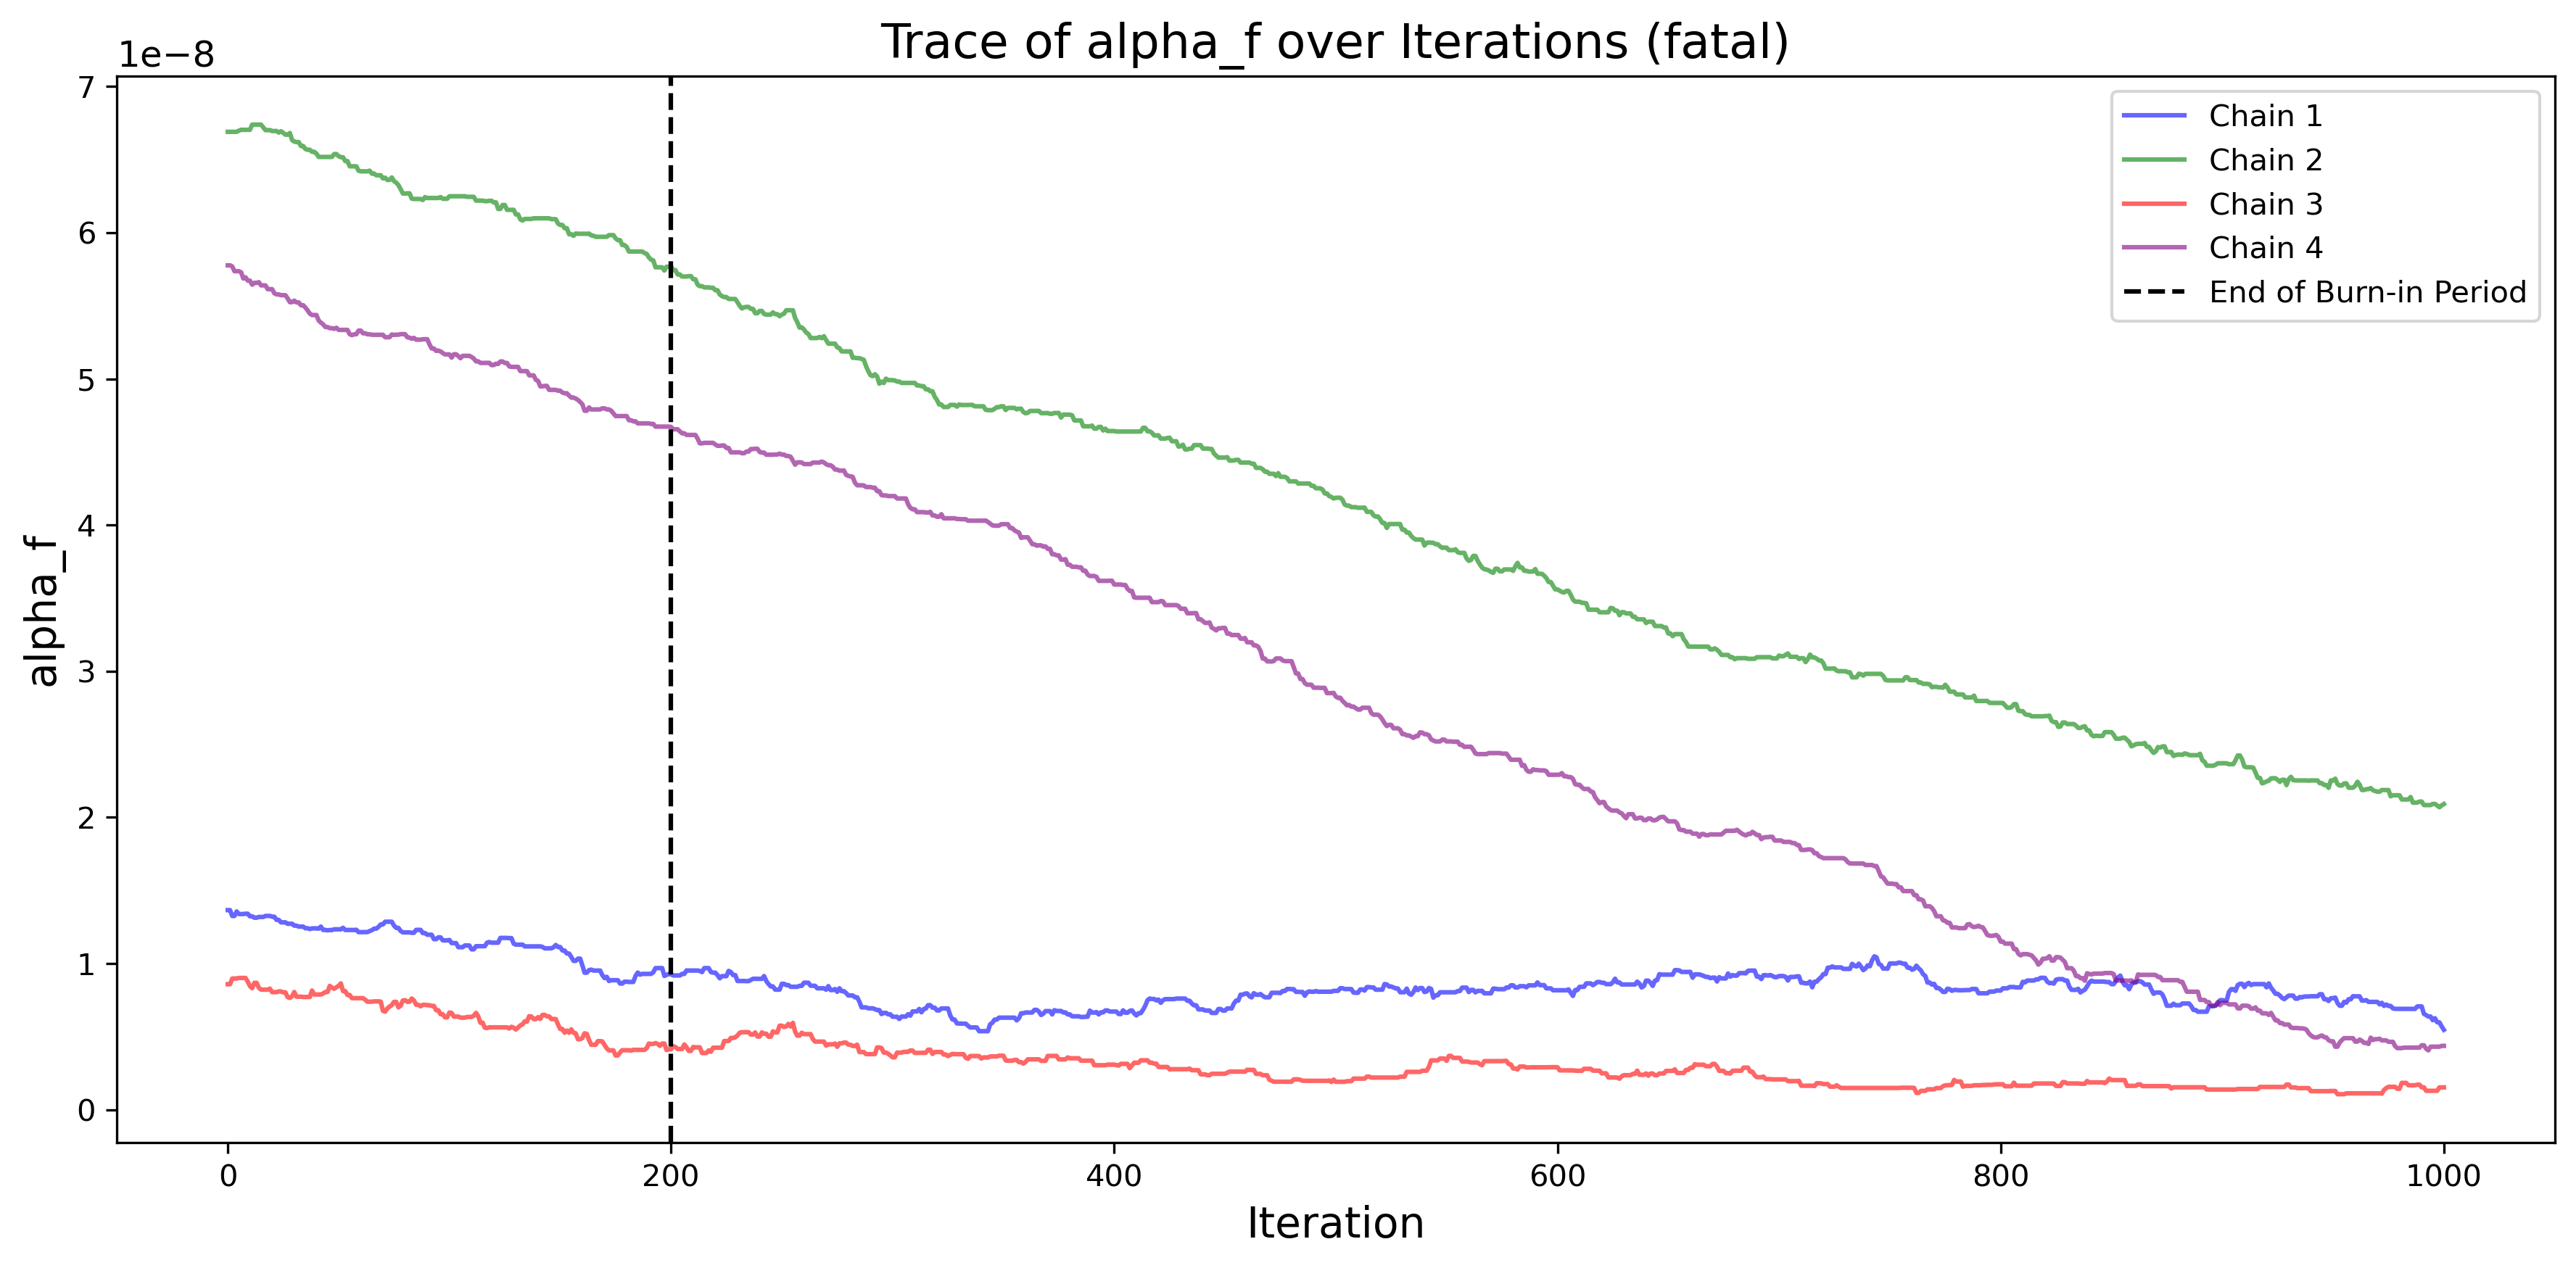 Trace of alpha_f over Iterations (fatal)
1e−8
7
6
5
4
3
2
1
0
alpha_f
Chain 1
Chain 2
Chain 3
Chain 4
End of Burn-in Period
0
200
400
600
800
1000
Iteration